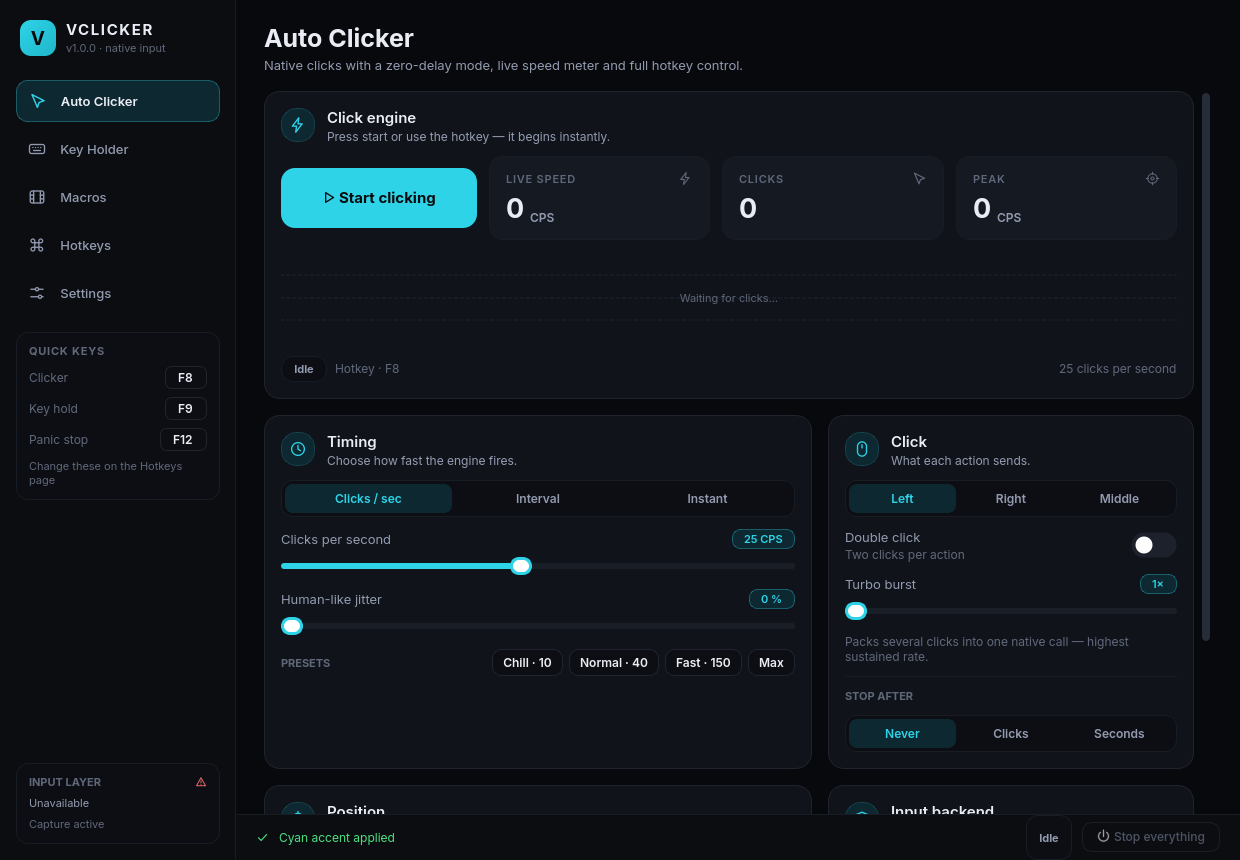 V
VCLICKER
v1.0.0 · native input
Auto Clicker
Key Holder
Macros
Hotkeys
Settings
QUICK KEYS
Clicker F8
Key hold F9
Panic stop F12
Change these on the Hotkeys
page
INPUT LAYER
Unavailable
Capture active
Auto Clicker
Native clicks with a zero-delay mode, live speed meter and full hotkey control.
Click engine
Press start or use the hotkey — it begins instantly.
Start clicking
LIVE SPEED
0 CPS
CLICKS
0
PEAK
0 CPS
Waiting for clicks…
Idle Hotkey · F8 25 clicks per second
Timing
Choose how fast the engine fires.
Clicks / sec Interval Instant
Clicks per second 25 CPS
Human-like jitter 0 %
PRESETS Chill · 10 Normal · 40 Fast · 150 Max
Click
What each action sends.
Left Right Middle
Double click
Two clicks per action
Turbo burst 1×
Packs several clicks into one native call — highest
sustained rate.
STOP AFTER
Never Clicks Seconds
Position
Input backend
Cyan accent applied Idle Stop everything